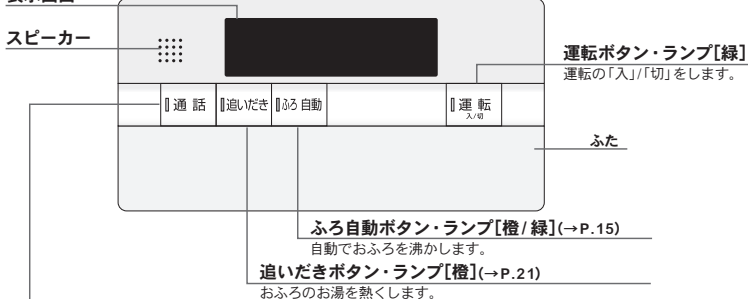 スピーカー
運転ボタン・ランプ[緑]
運転の「入」/「切」をします。
通話
追いだき
ふろ自動
運転
入/切
ふた
ふろ自動ボタン・ランプ[橙/緑](→P.15)
自動でおふろを沸かします。
追いだきボタン・ランプ[橙](→P.21)
おふろのお湯を熱くします。